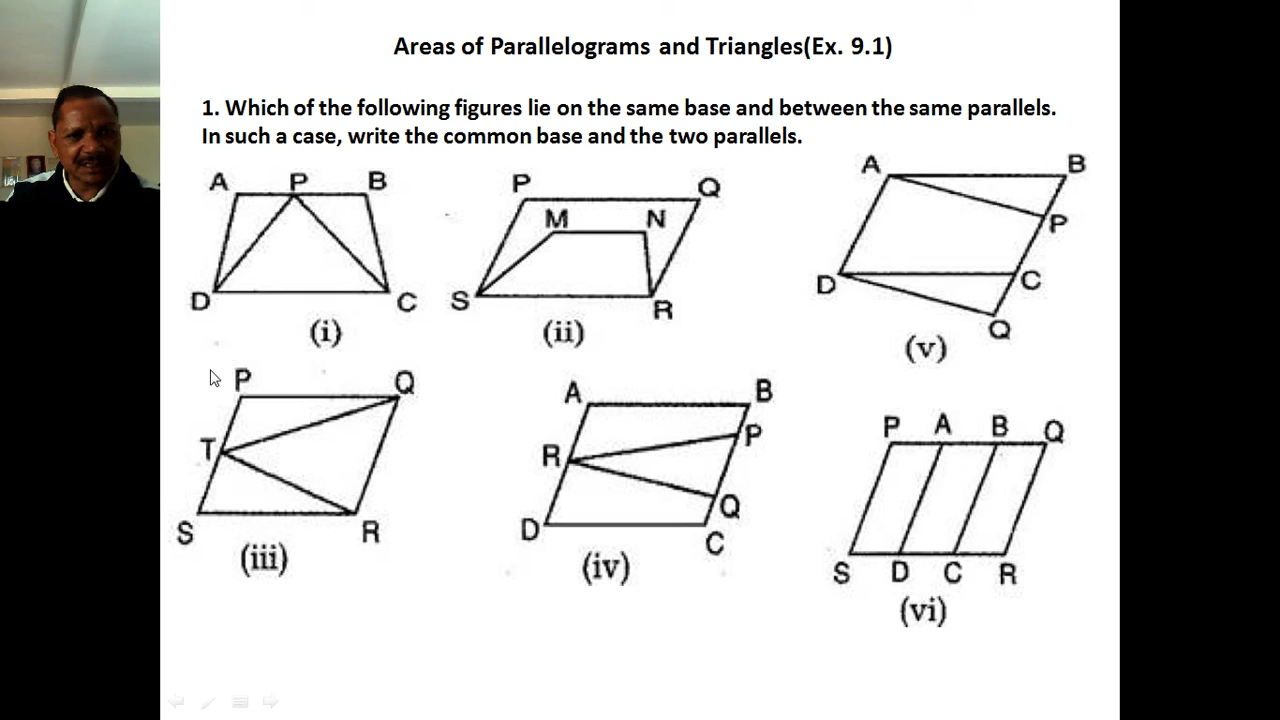 Areas of Parallelograms and Triangles(Ex. 9.1)
1. Which of the following figures lie on the same base and between the same parallels.
In such a case, write the common base and the two parallels.
A P B
D C
(i)
P Q
M N
S R
(ii)
A B
P
D C
Q
(v)
P Q
T
S R
(iii)
A B
P
R
Q
D C
(iv)
P A B Q
S D C R
(vi)